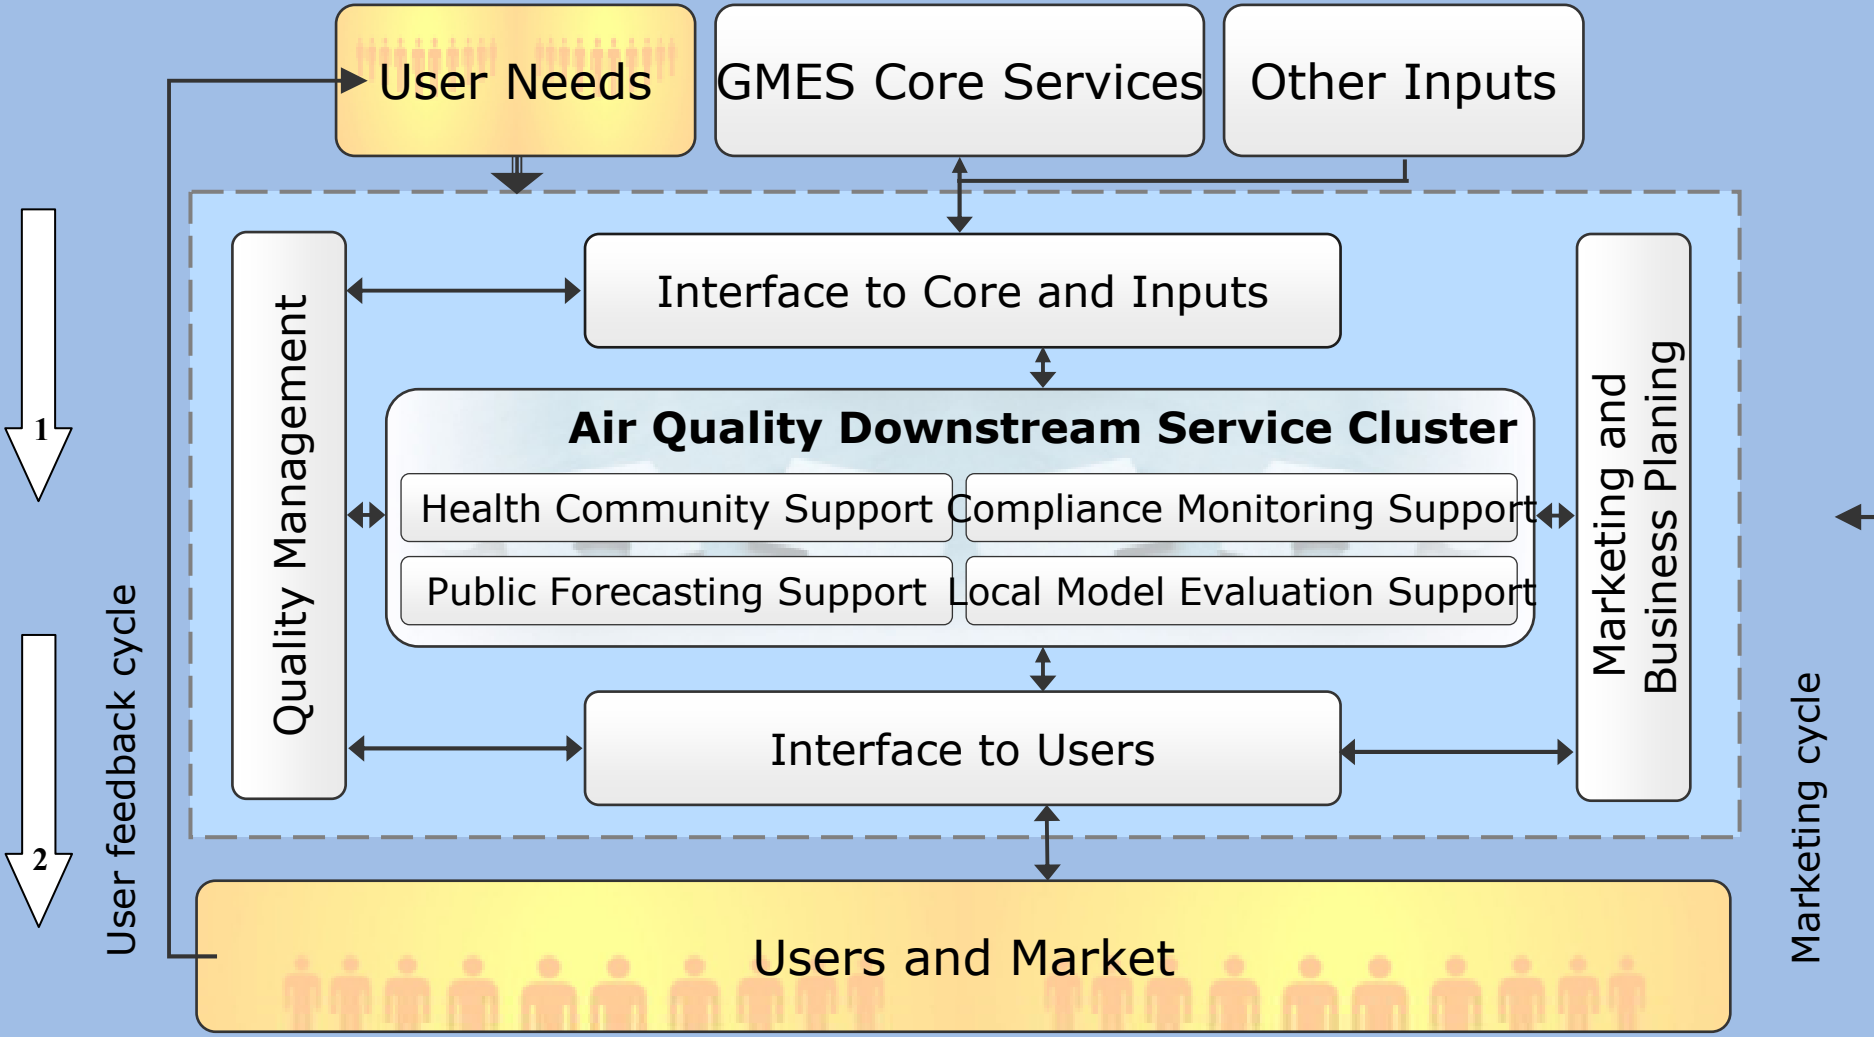 User Needs
GMES Core Services
Other Inputs
Interface to Core and Inputs
Quality Management
Marketing and
Business Planing
Air Quality Downstream Service Cluster
Health Community Support
Compliance Monitoring Support
Public Forecasting Support
Local Model Evaluation Support
1
2
Interface to Users
User feedback cycle
Marketing cycle
Users and Market